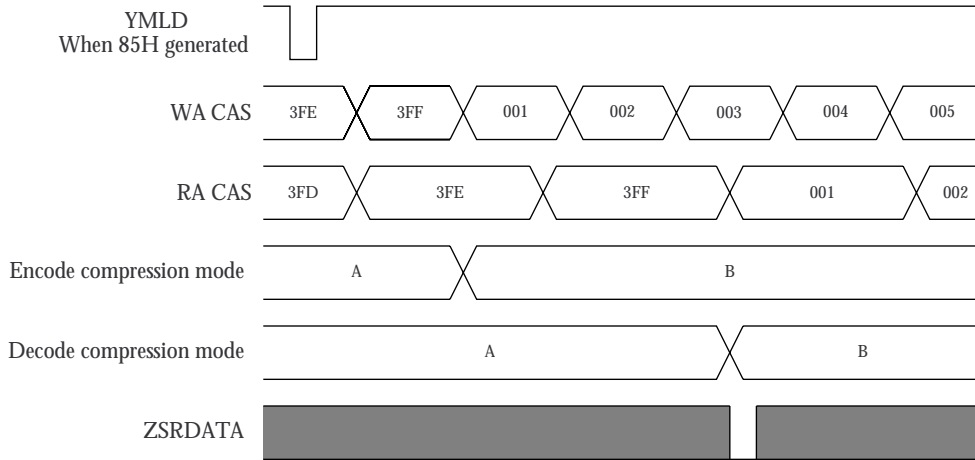 YMLD
When 85H generated
WA CAS 3FE 3FF 001 002 003 004 005
RA CAS 3FD 3FE 3FF 001 002
Encode compression mode A B
Decode compression mode A B
ZSRDATA